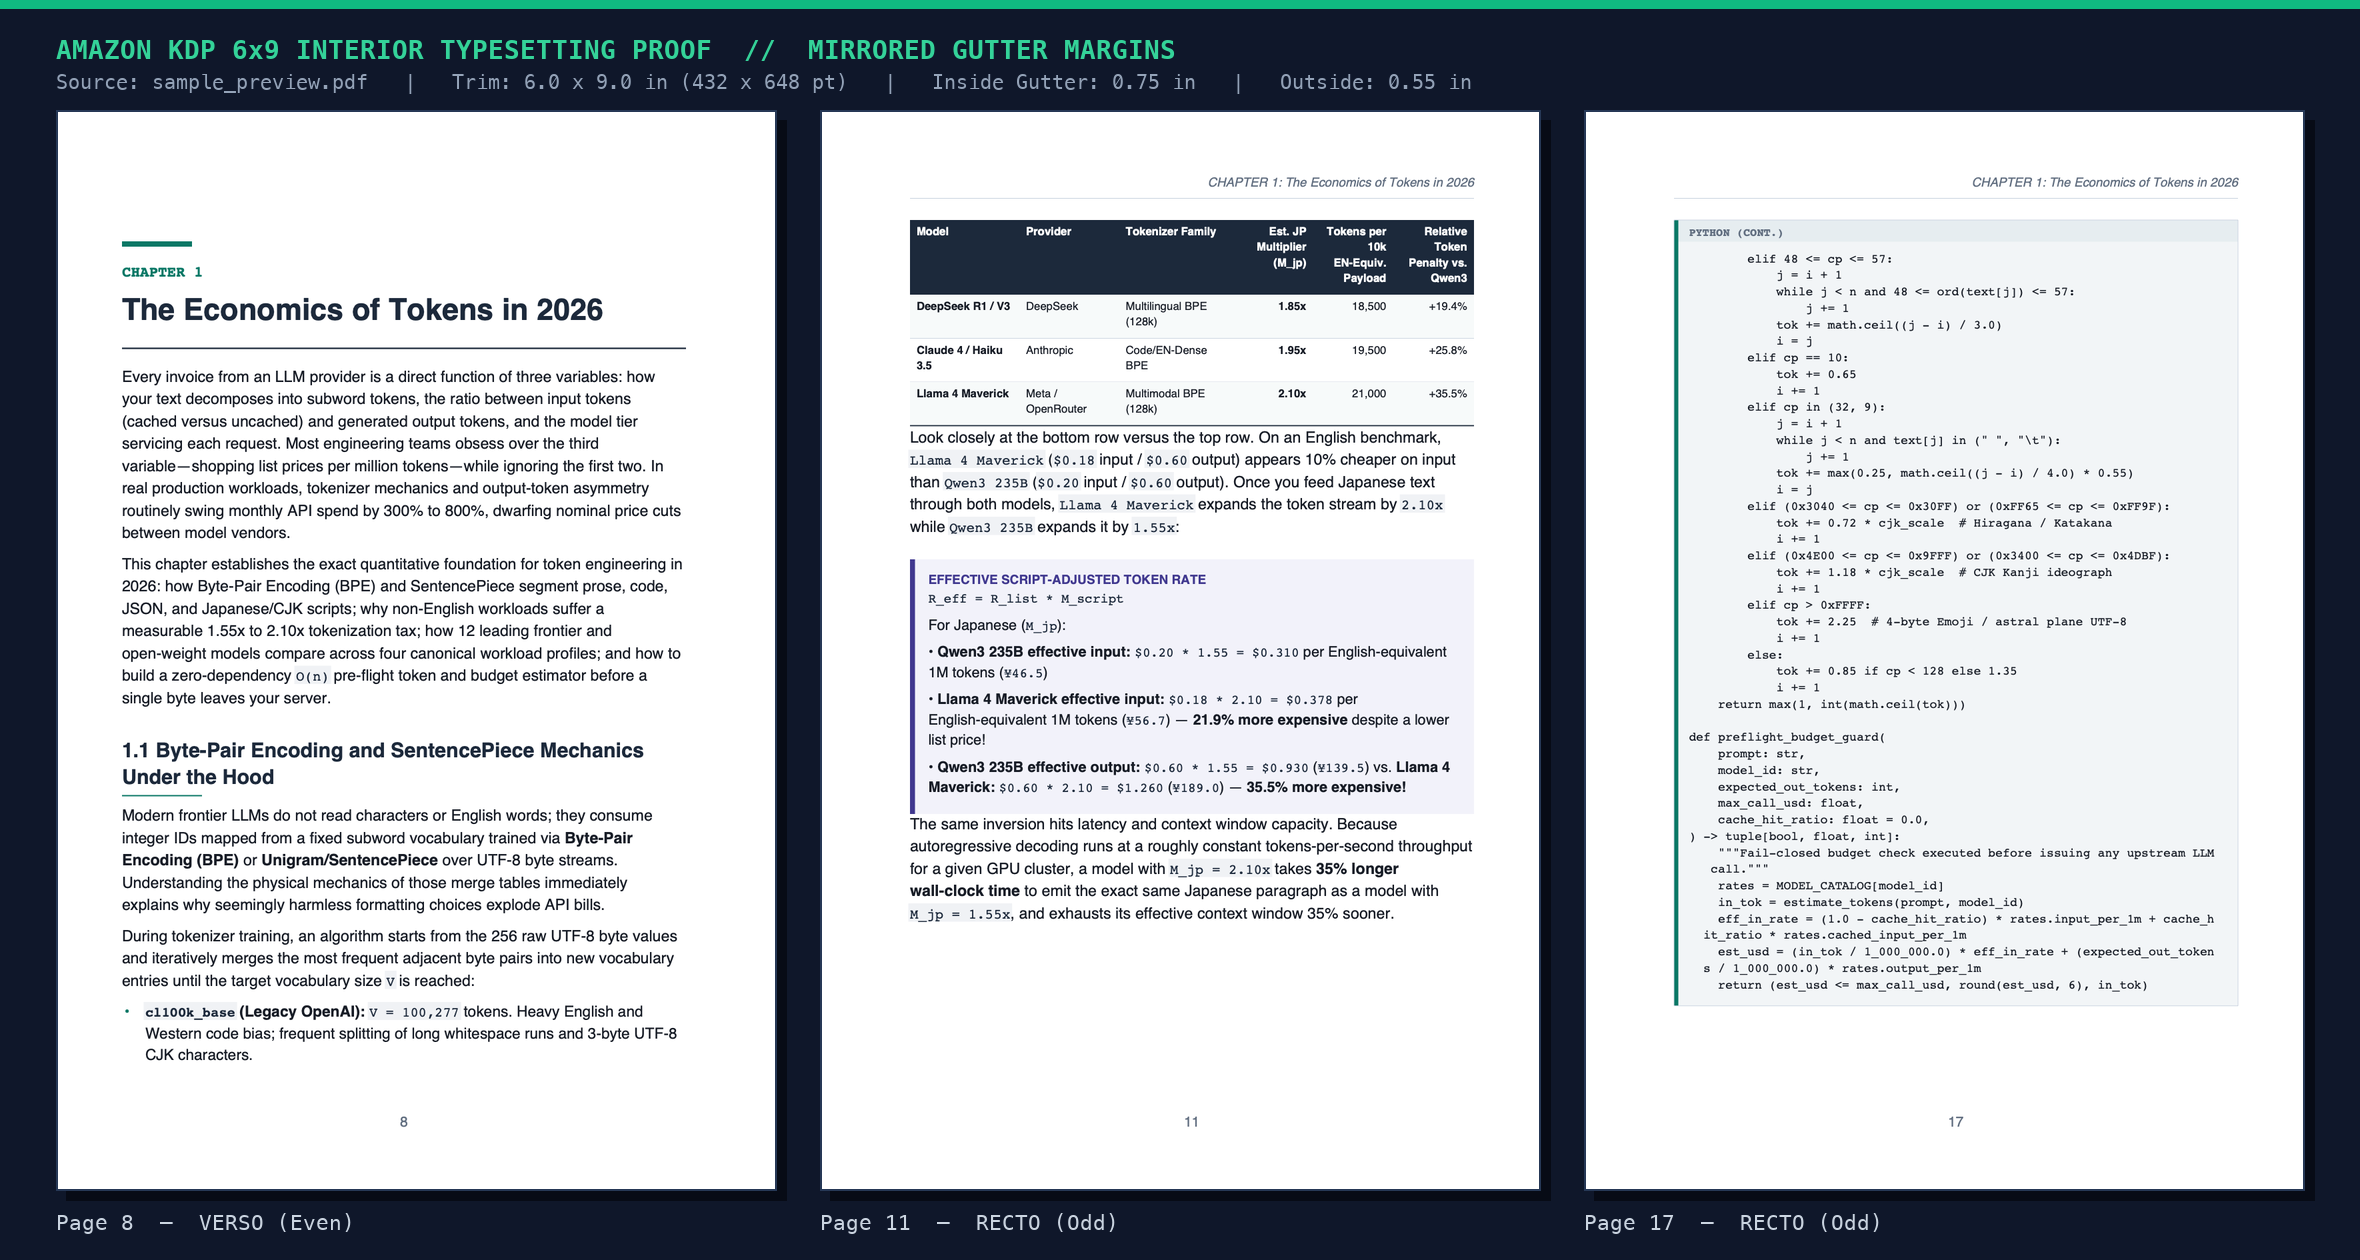 AMAZON KDP 6x9 INTERIOR TYPESETTING PROOF // MIRRORED GUTTER MARGINS
Source: sample_preview.pdf | Trim: 6.0 x 9.0 in (432 x 648 pt) | Inside Gutter: 0.75 in | Outside: 0.55 in
CHAPTER 1
The Economics of Tokens in 2026
Every invoice from an LLM provider is a direct function of three variables: how
your text decomposes into subword tokens, the ratio between input tokens
(cached versus uncached) and generated output tokens, and the model tier
servicing each request. Most engineering teams obsess over the third
variable—shopping list prices per million tokens—while ignoring the first two. In
real production workloads, tokenizer mechanics and output-token asymmetry
routinely swing monthly API spend by 300% to 800%, dwarfing nominal price cuts
between model vendors.
This chapter establishes the exact quantitative foundation for token engineering in
2026: how Byte-Pair Encoding (BPE) and SentencePiece segment prose, code,
JSON, and Japanese/CJK scripts; why non-English workloads suffer a
measurable 1.55x to 2.10x tokenization tax; how 12 leading frontier and
open-weight models compare across four canonical workload profiles; and how to
build a zero-dependency O(n) pre-flight token and budget estimator before a
single byte leaves your server.
1.1 Byte-Pair Encoding and SentencePiece Mechanics
Under the Hood
Modern frontier LLMs do not read characters or English words; they consume
integer IDs mapped from a fixed subword vocabulary trained via Byte-Pair
Encoding (BPE) or Unigram/SentencePiece over UTF-8 byte streams.
Understanding the physical mechanics of those merge tables immediately
explains why seemingly harmless formatting choices explode API bills.
During tokenizer training, an algorithm starts from the 256 raw UTF-8 byte values
and iteratively merges the most frequent adjacent byte pairs into new vocabulary
entries until the target vocabulary size V is reached:
• cl100k_base (Legacy OpenAI): V = 100,277 tokens. Heavy English and
Western code bias; frequent splitting of long whitespace runs and 3-byte UTF-8
CJK characters.
8
Page 8 — VERSO (Even)
CHAPTER 1: The Economics of Tokens in 2026
Model Provider Tokenizer Family Est. JP Multiplier (M_jp) Tokens per 10k EN-Equiv. Payload Relative Token Penalty vs. Qwen3
DeepSeek R1 / V3 DeepSeek Multilingual BPE (128k) 1.85x 18,500 +19.4%
Claude 4 / Haiku 3.5 Anthropic Code/EN-Dense BPE 1.95x 19,500 +25.8%
Llama 4 Maverick Meta / OpenRouter Multimodal BPE (128k) 2.10x 21,000 +35.5%
Look closely at the bottom row versus the top row. On an English benchmark,
Llama 4 Maverick ($0.18 input / $0.60 output) appears 10% cheaper on input
than Qwen3 235B ($0.20 input / $0.60 output). Once you feed Japanese text
through both models, Llama 4 Maverick expands the token stream by 2.10x
while Qwen3 235B expands it by 1.55x:
EFFECTIVE SCRIPT-ADJUSTED TOKEN RATE
R_eff = R_list * M_script
For Japanese (M_jp):
• Qwen3 235B effective input: $0.20 * 1.55 = $0.310 per English-equivalent
1M tokens (¥46.5)
• Llama 4 Maverick effective input: $0.18 * 2.10 = $0.378 per
English-equivalent 1M tokens (¥56.7) — 21.9% more expensive despite a lower
list price!
• Qwen3 235B effective output: $0.60 * 1.55 = $0.930 (¥139.5) vs. Llama 4
Maverick: $0.60 * 2.10 = $1.260 (¥189.0) — 35.5% more expensive!
The same inversion hits latency and context window capacity. Because
autoregressive decoding runs at a roughly constant tokens-per-second throughput
for a given GPU cluster, a model with M_jp = 2.10x takes 35% longer
wall-clock time to emit the exact same Japanese paragraph as a model with
M_jp = 1.55x, and exhausts its effective context window 35% sooner.
11
Page 11 — RECTO (Odd)
CHAPTER 1: The Economics of Tokens in 2026
PYTHON (CONT.)
elif 48 <= cp <= 57:
j = i + 1
while j < n and 48 <= ord(text[j]) <= 57:
j += 1
tok += math.ceil((j - i) / 3.0)
i = j
elif cp == 10:
tok += 0.65
i += 1
elif cp in (32, 9):
j = i + 1
while j < n and text[j] in (" ", "\t"):
j += 1
tok += max(0.25, math.ceil((j - i) / 4.0) * 0.55)
i = j
elif (0x3040 <= cp <= 0x30FF) or (0xFF65 <= cp <= 0xFF9F):
tok += 0.72 * cjk_scale # Hiragana / Katakana
i += 1
elif (0x4E00 <= cp <= 0x9FFF) or (0x3400 <= cp <= 0x4DBF):
tok += 1.18 * cjk_scale # CJK Kanji ideograph
i += 1
elif cp > 0xFFFF:
tok += 2.25 # 4-byte Emoji / astral plane UTF-8
i += 1
else:
tok += 0.85 if cp < 128 else 1.35
i += 1
return max(1, int(math.ceil(tok)))
def preflight_budget_guard(
prompt: str,
model_id: str,
expected_out_tokens: int,
max_call_usd: float,
cache_hit_ratio: float = 0.0,
) -> tuple[bool, float, int]:
"""Fail-closed budget check executed before issuing any upstream LLM
call."""
rates = MODEL_CATALOG[model_id]
in_tok = estimate_tokens(prompt, model_id)
eff_in_rate = (1.0 - cache_hit_ratio) * rates.input_per_1m + cache_h
it_ratio * rates.cached_input_per_1m
est_usd = (in_tok / 1_000_000.0) * eff_in_rate + (expected_out_token
s / 1_000_000.0) * rates.output_per_1m
return (est_usd <= max_call_usd, round(est_usd, 6), in_tok)
17
Page 17 — RECTO (Odd)